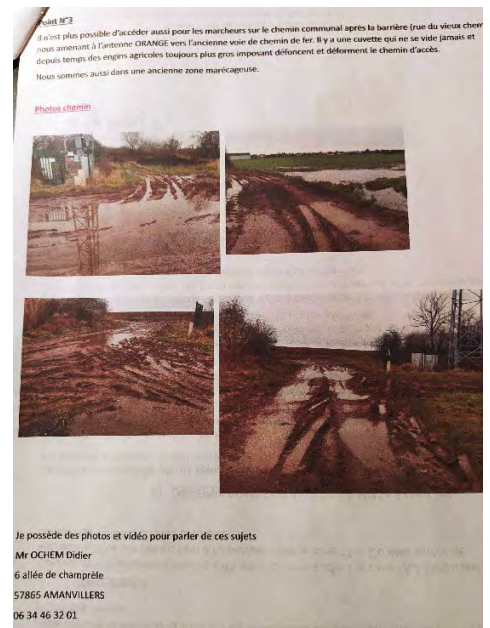 Point N°3
Il n'est plus possible d'accéder aussi pour les marcheurs sur le chemin communal après la barrière (rue du vieux chem
nous amenant à l'antenne ORANGE vers l'ancienne voie de chemin de fer. Il y a une cuvette qui ne se vide jamais et
depuis temps des engins agricoles toujours plus gros imposant défoncent et déforment le chemin d'accès.
Nous sommes aussi dans une ancienne zone marécageuse.
Photos chemin
Je possède des photos et vidéo pour parler de ces sujets
Mr OCHEM Didier
6 allée de champrêle
57865 AMANVILLERS
06 34 46 32 01